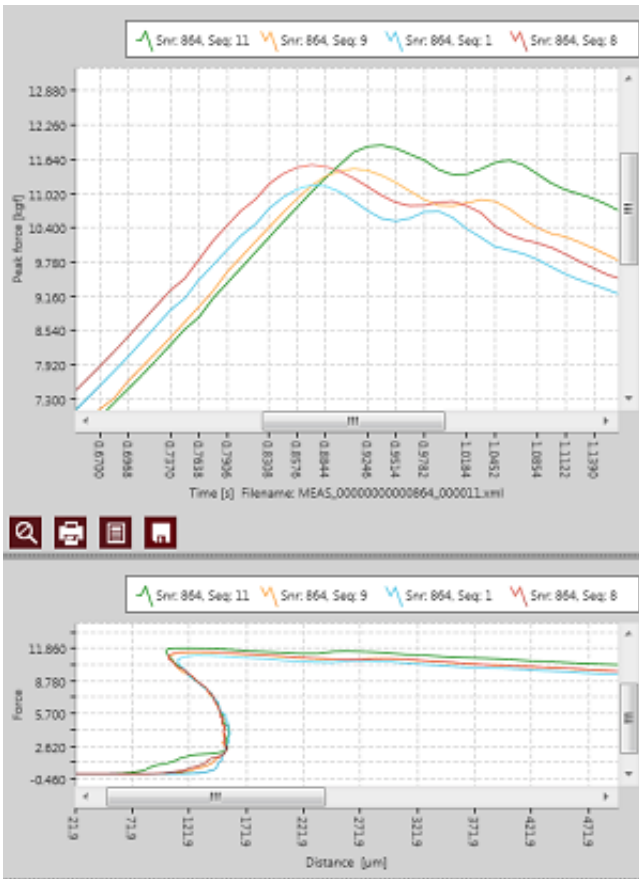 Snr: 864, Seq: 11 Snr: 864, Seq: 9 Snr: 864, Seq: 1 Snr: 864, Seq: 8
12.880
12.260
11.640
11.020
10.400
9.780
9.160
8.540
7.920
7.300
Peak force [kgf]
0.6700 0.6968 0.7370 0.7638 0.7906 0.8308 0.8576 0.8844 0.9246 0.9514 0.9782 1.0184 1.0452 1.0854 1.1122 1.1390
Time [s] Filename: MEAS_00000000000864_000011.xml
Snr: 864, Seq: 11 Snr: 864, Seq: 9 Snr: 864, Seq: 1 Snr: 864, Seq: 8
11.860
8.780
5.700
2.620
-0.460
Force
21.9 71.9 121.9 171.9 221.9 271.9 321.9 371.9 421.9 471.9
Distance [µm]